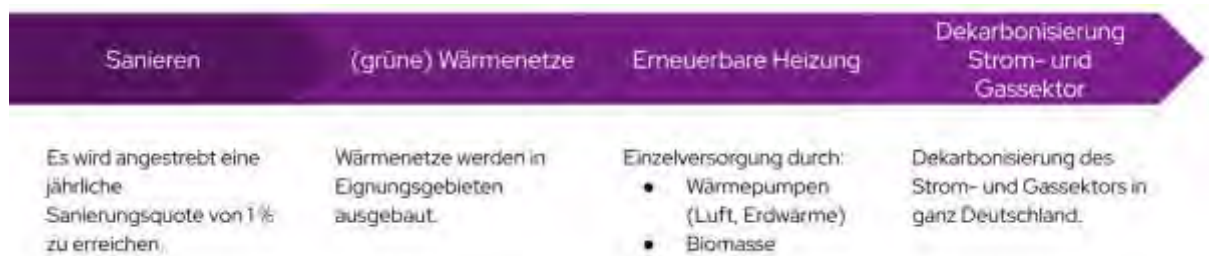 Sanieren
(grüne) Wärmenetze
Erneuerbare Heizung
Dekarbonisierung
Strom- und
Gassektor
Es wird angestrebt eine
jährliche
Sanierungsquote von 1 %
zu erreichen.
Wärmenetze werden in
Eignungsgebieten
ausgebaut.
Einzelversorgung durch:
● Wärmepumpen
(Luft, Erdwärme)
● Biomasse
Dekarbonisierung des
Strom- und Gassektors in
ganz Deutschland.